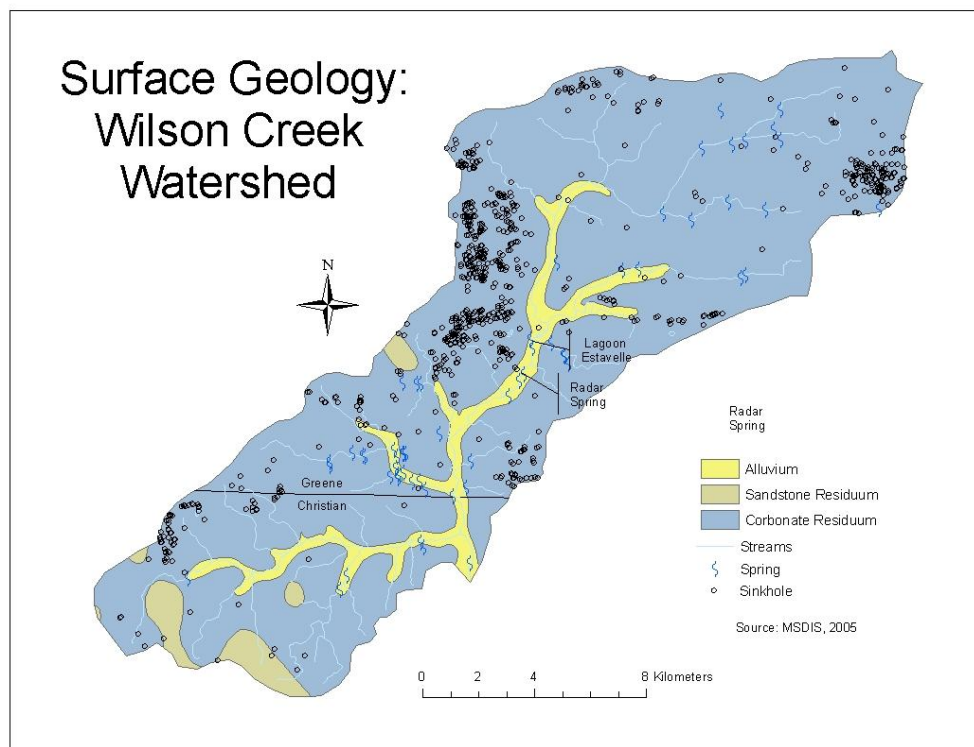 Surface Geology:
Wilson Creek
Watershed
N
Lagoon
Estavelle
Radar
Spring
Greene
Christian
Radar
Spring
Alluvium
Sandstone Residuum
Corbonate Residuum
Streams
Spring
Sinkhole
Source: MSDIS, 2005
0 2 4 8 Kilometers